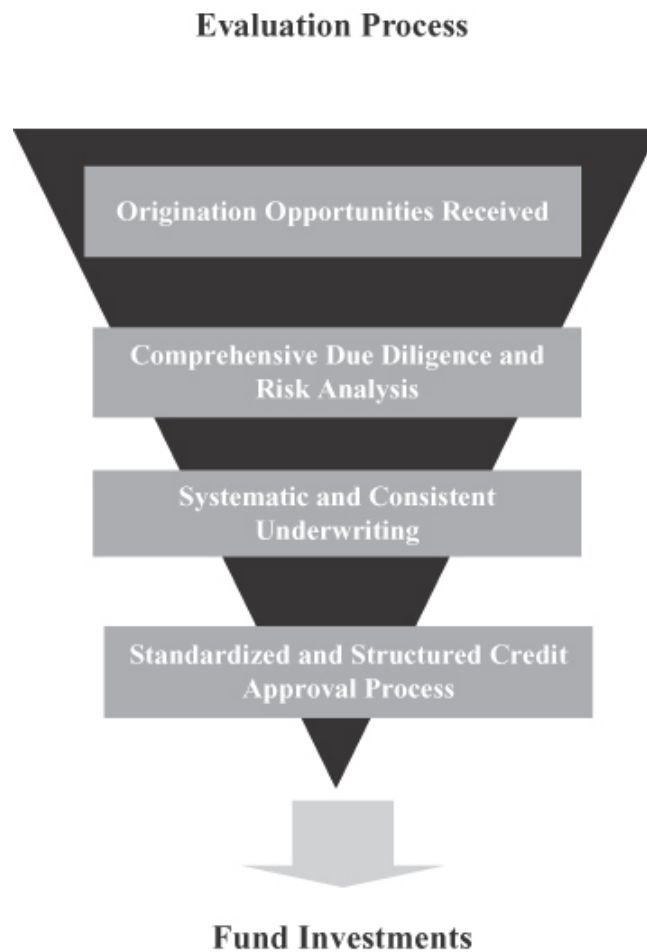 Evaluation Process
Origination Opportunities Received
Comprehensive Due Diligence and
Risk Analysis
Systematic and Consistent
Underwriting
Standardized and Structured Credit
Approval Process
Fund Investments